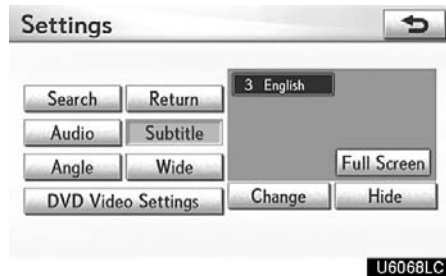 Settings
3 English
Search Return
Audio Subtitle
Angle Wide Full Screen
DVD Video Settings Change Hide
U6068LC